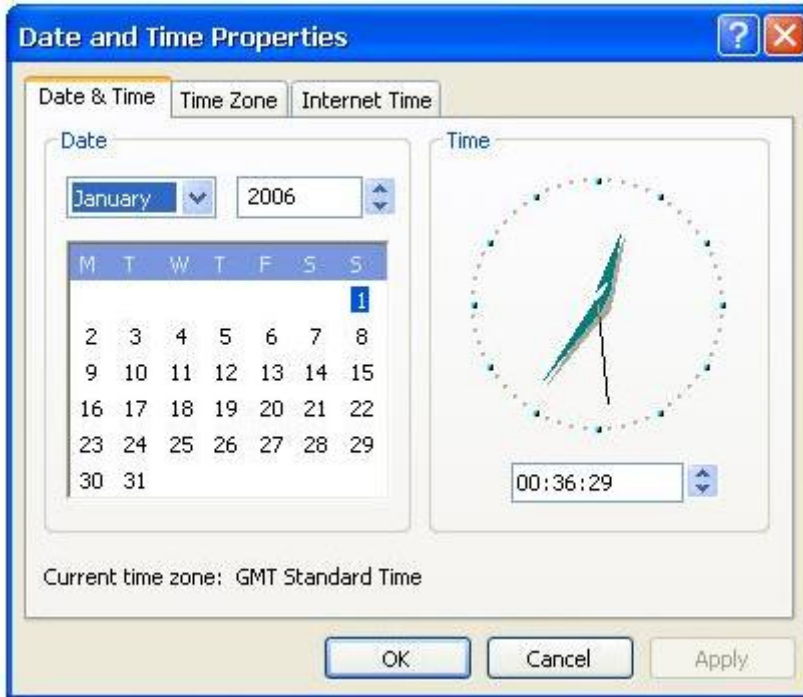 Date and Time Properties
Date & Time Time Zone Internet Time
Date
January 2006
M T W T F S S
1
2 3 4 5 6 7 8
9 10 11 12 13 14 15
16 17 18 19 20 21 22
23 24 25 26 27 28 29
30 31
Time
00:36:29
Current time zone: GMT Standard Time
OK Cancel Apply